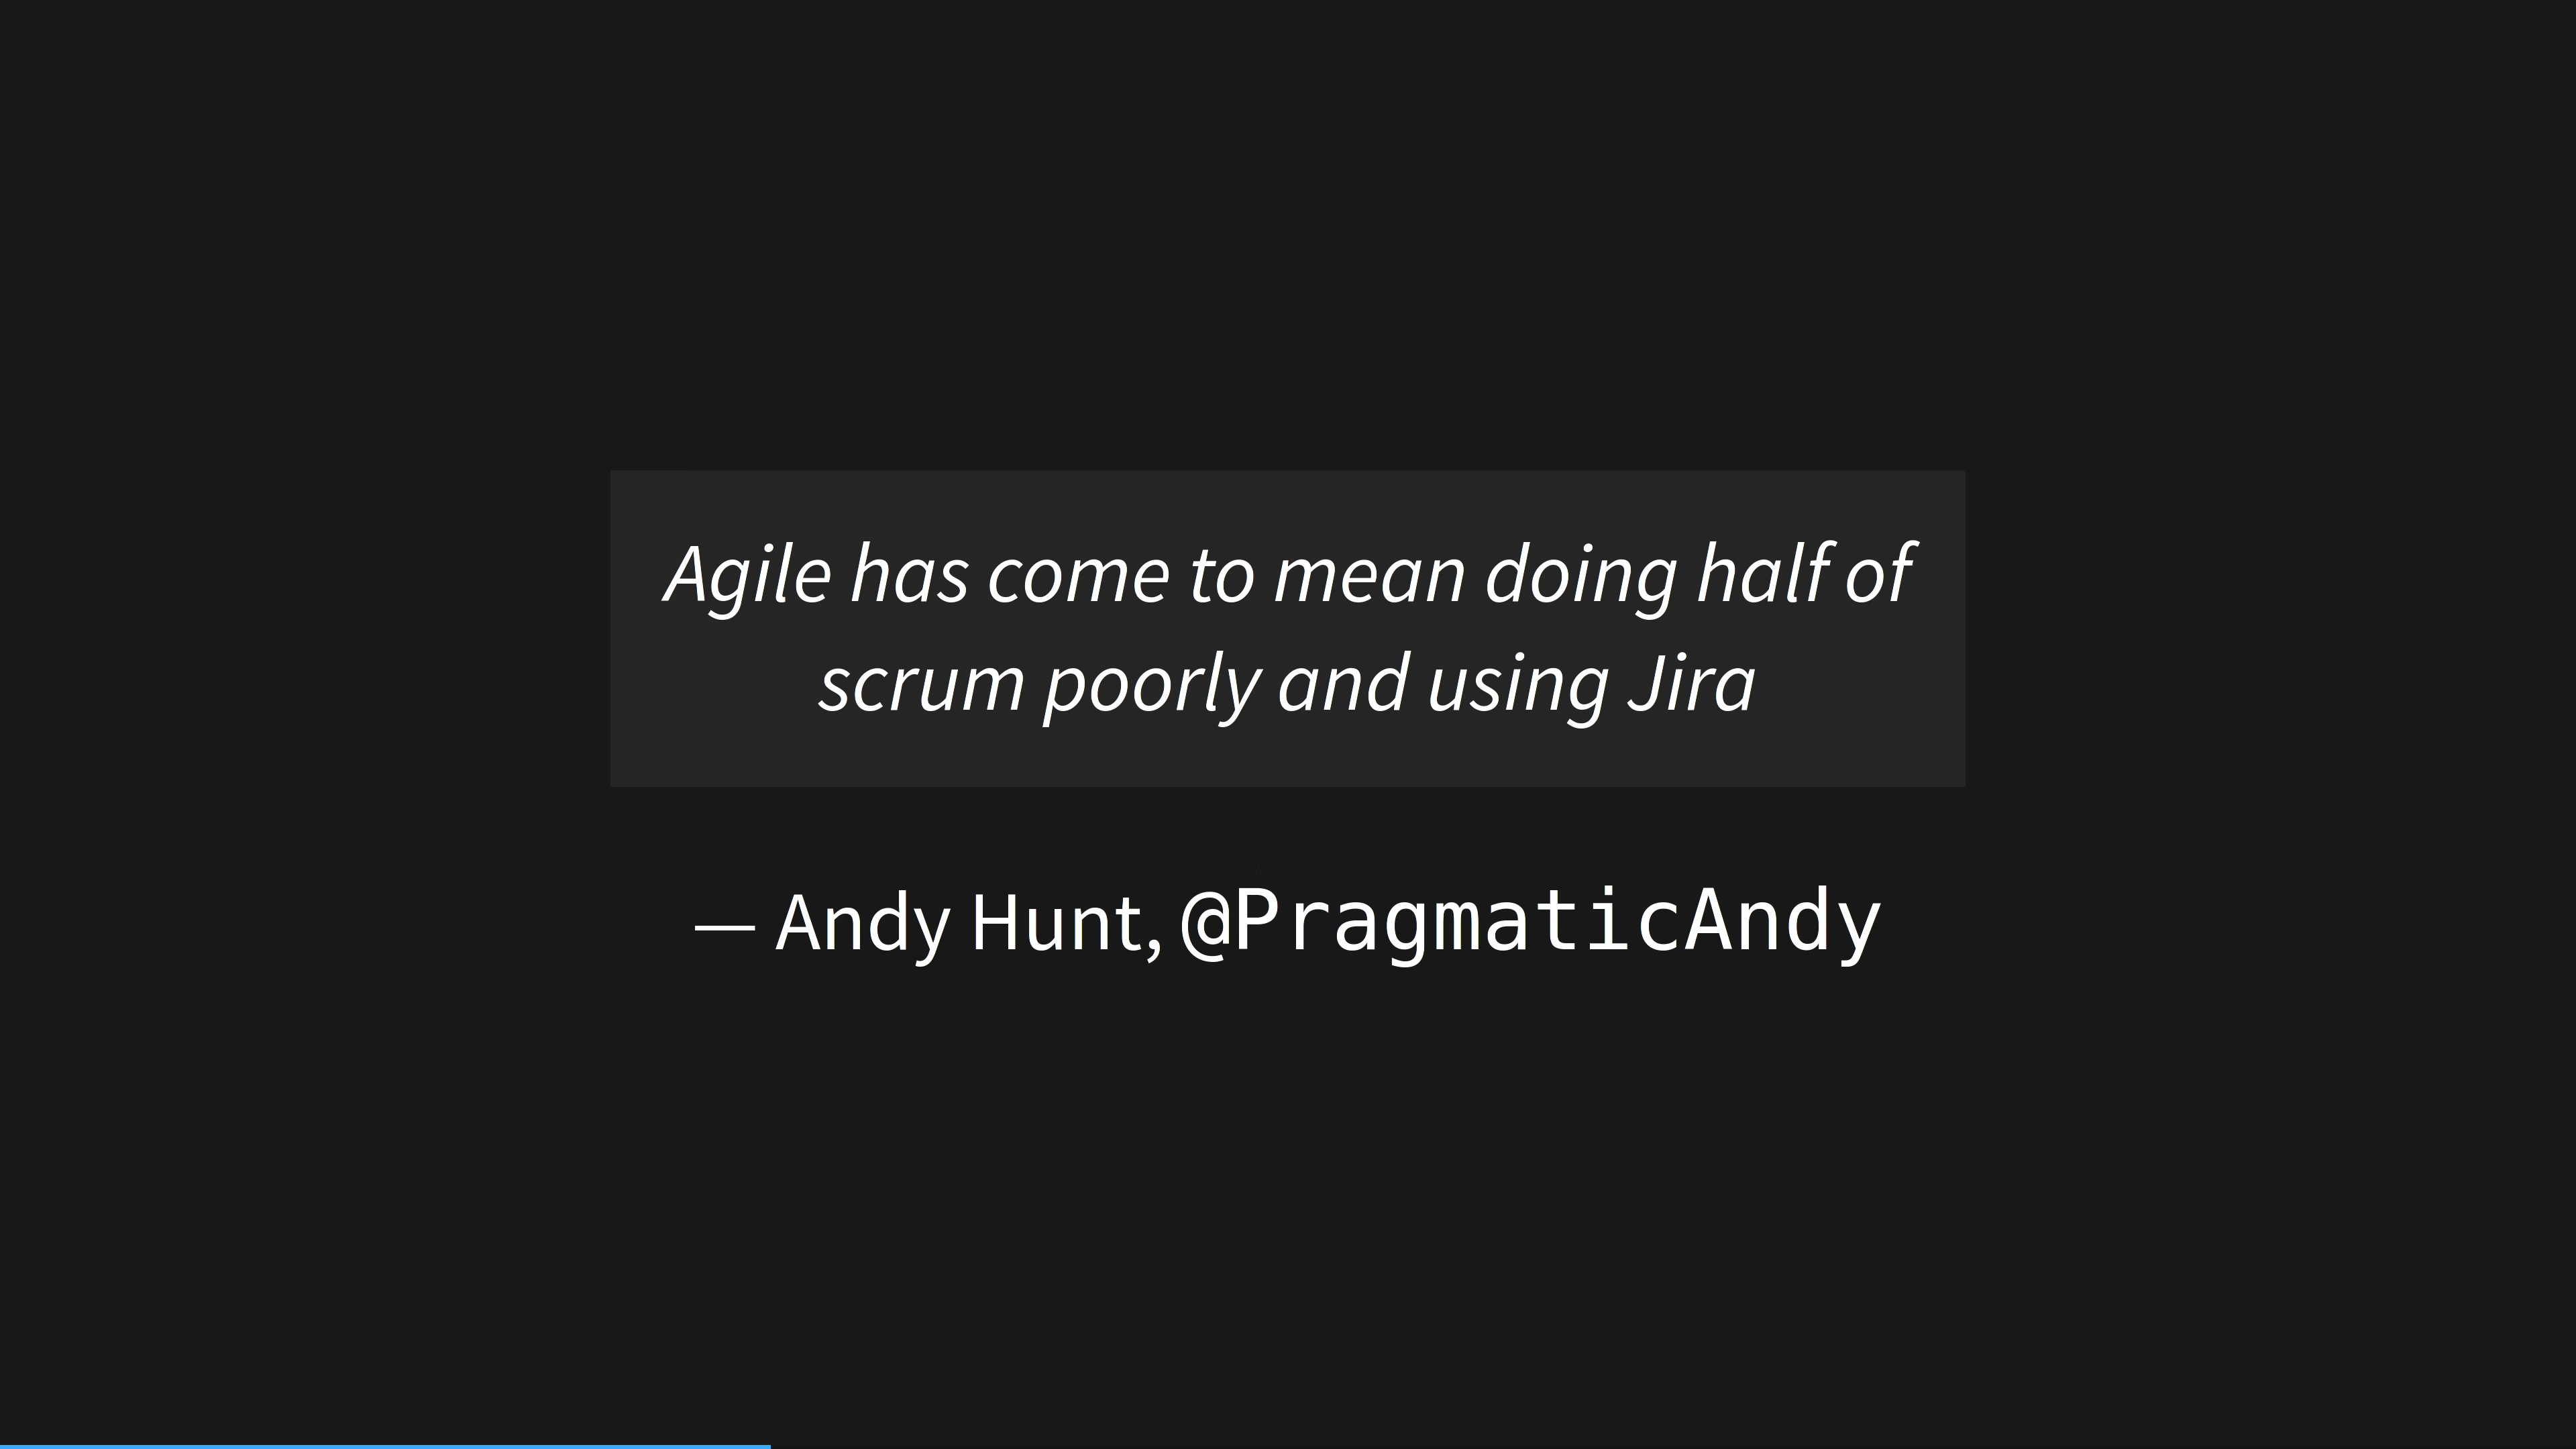 Agile has come to mean doing half of
scrum poorly and using Jira
— Andy Hunt, @PragmaticAndy